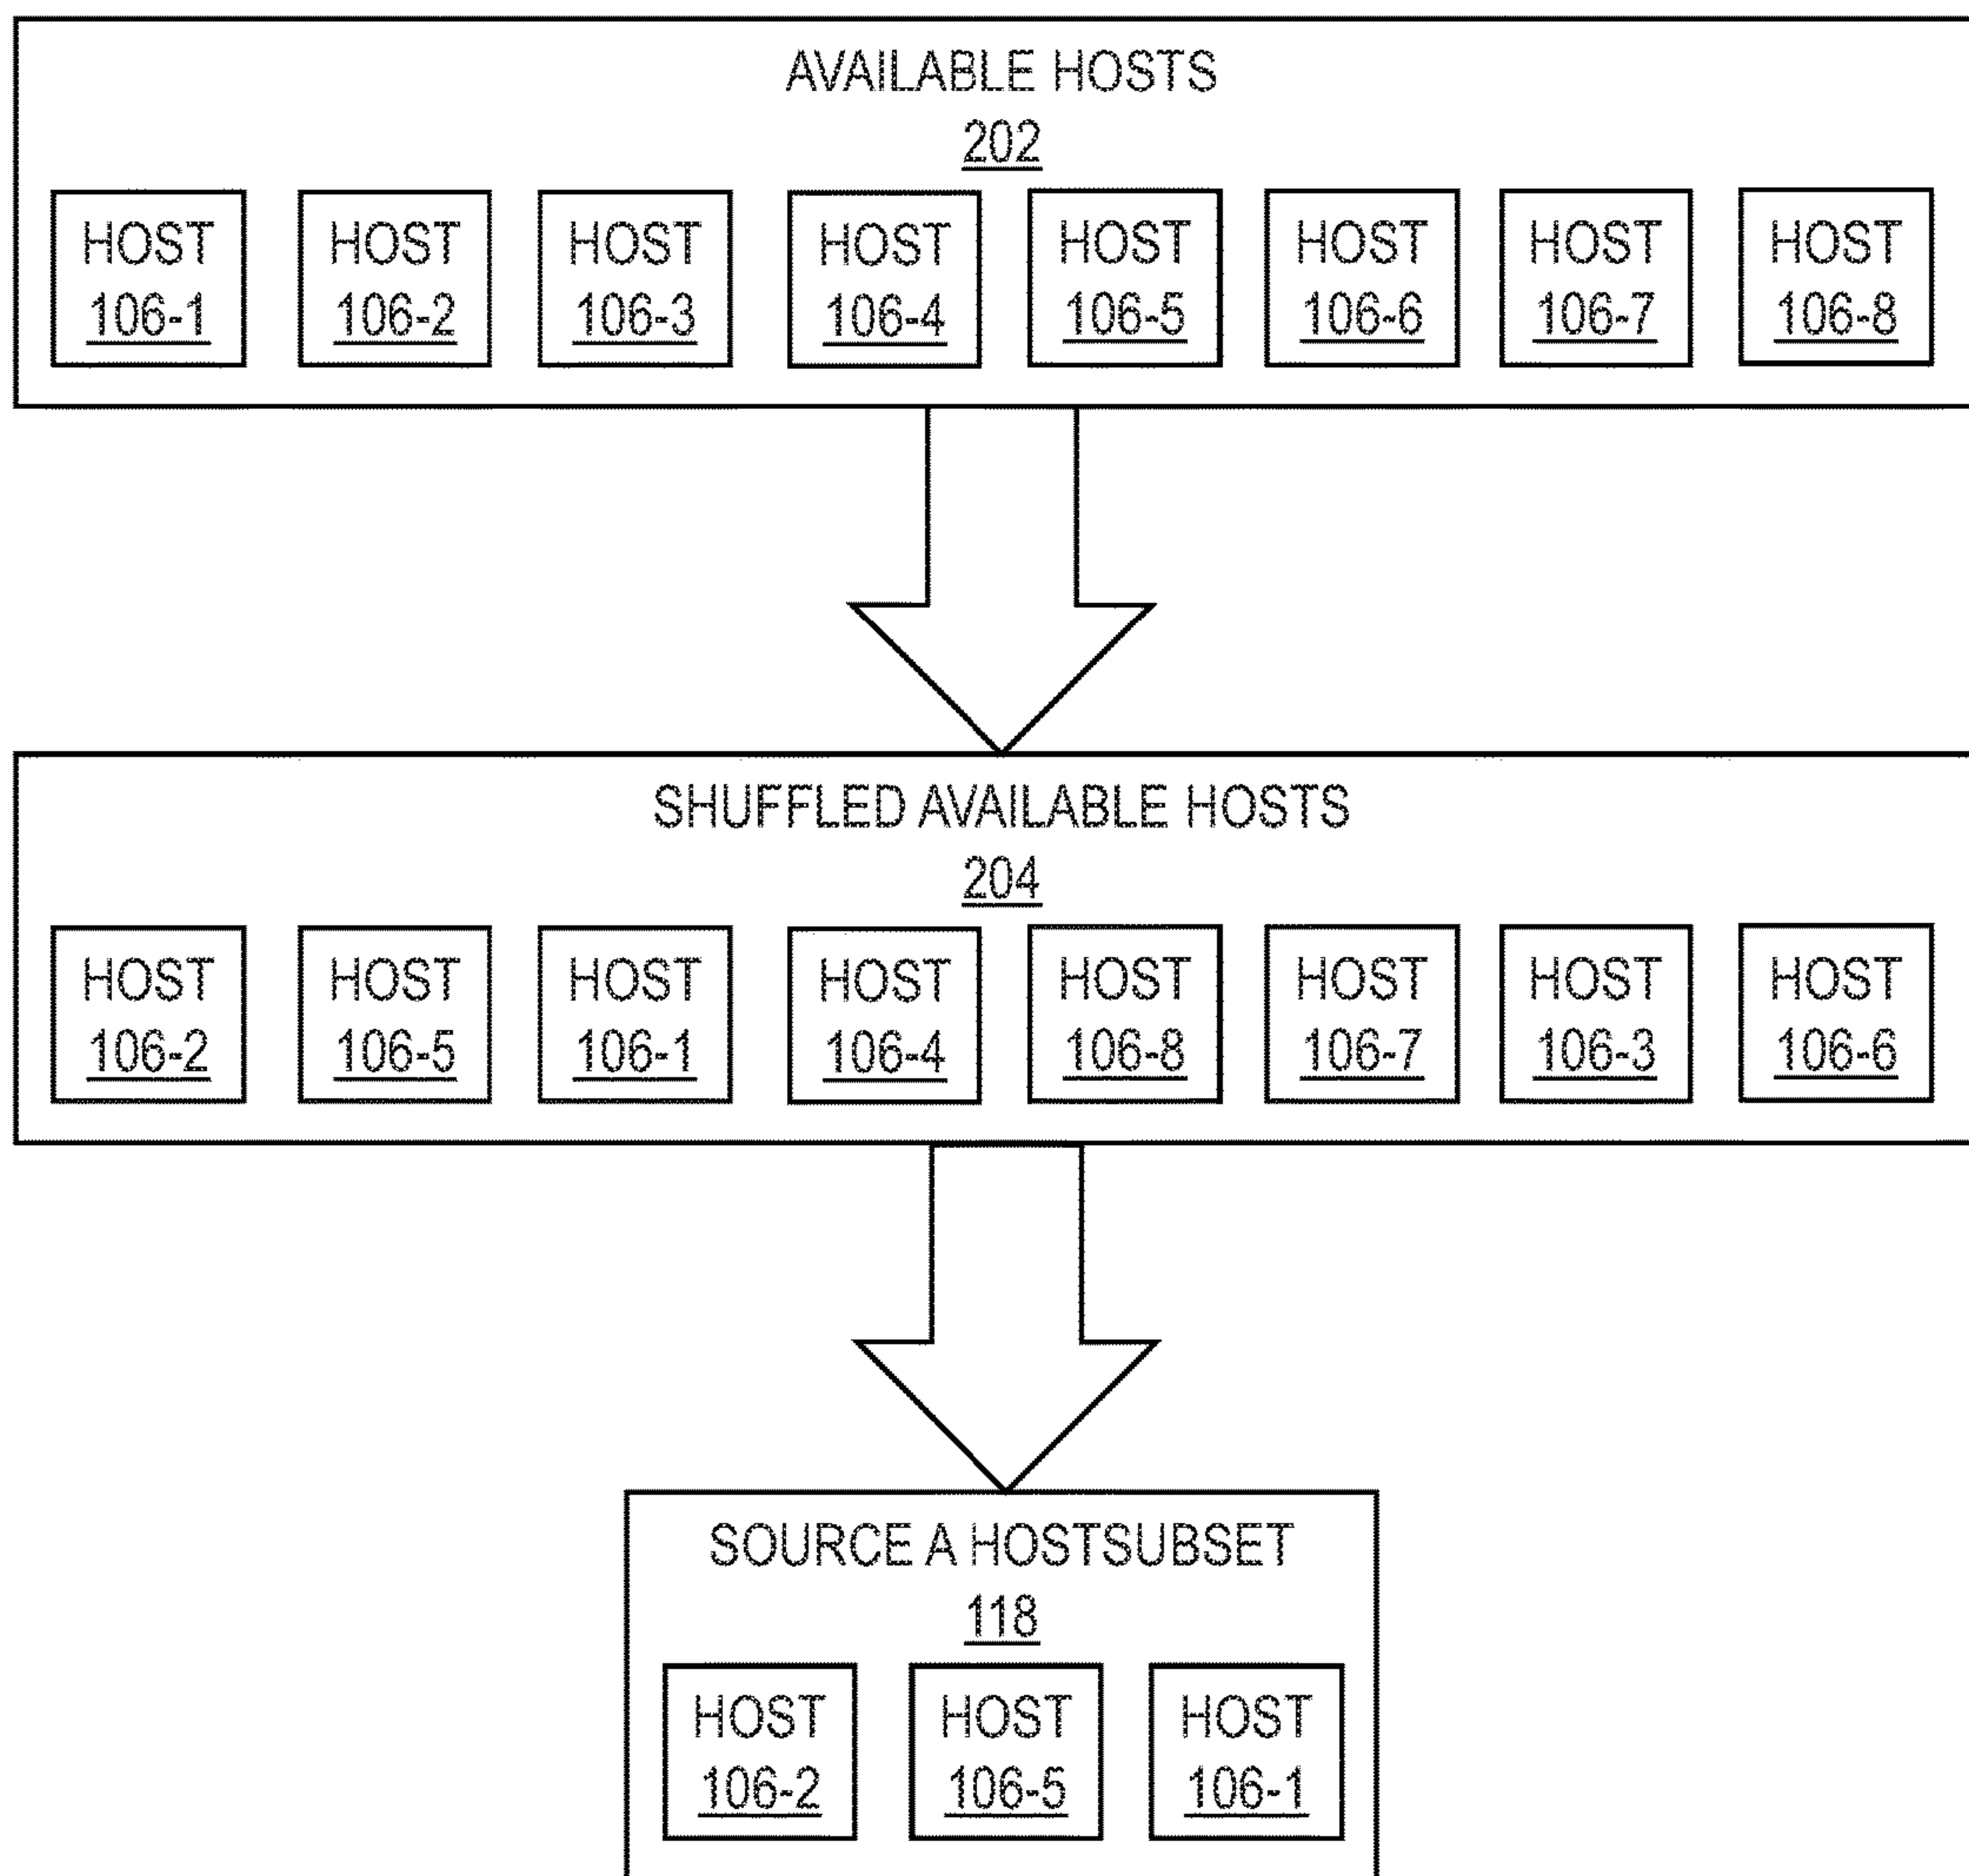 AVAILABLE HOSTS
202
HOST HOST HOST HOST HOST HOST HOST HOST
106-1 106-2 106-3 106-4 106-5 106-6 106-7 106-8
SHUFFLED AVAILABLE HOSTS
204
HOST HOST HOST HOST HOST HOST HOST HOST
106-2 106-5 106-1 106-4 106-8 106-7 106-3 106-6
SOURCE A HOSTSUBSET
118
HOST HOST HOST
106-2 106-5 106-1